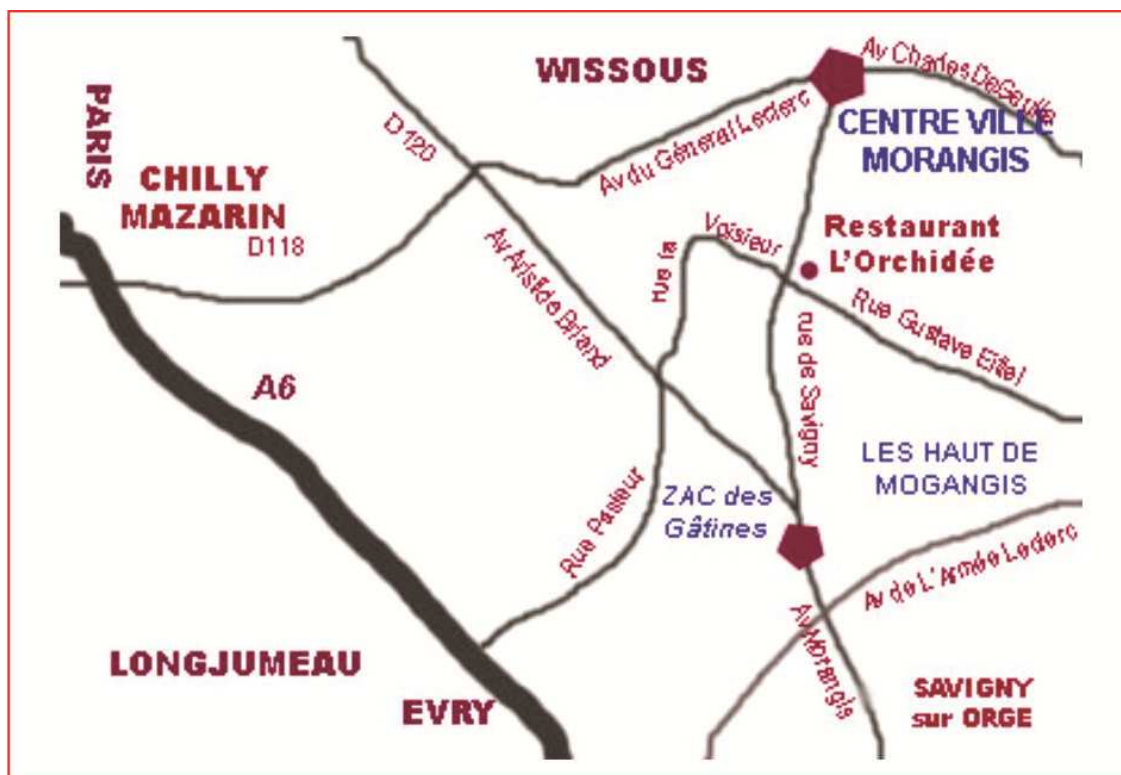 WISSOUS
Av Charles DeGaulle
PARIS
D120
Av du Géneral Leclerc
CENTRE VILLE
MORANGIS
CHILLY
MAZARIN
D118
Av Aristide Briand
rue la
Voisieur
Restaurant
L'Orchidée
Rue Gustave Eiffel
A6
rue de Savigny
LES HAUT DE
MOGANGIS
ZAC des
Gâtines
Rue Pasteur
Av de L'Armée Lederc
Av Morangis
LONGJUMEAU
EVRY
SAVIGNY
sur ORGE